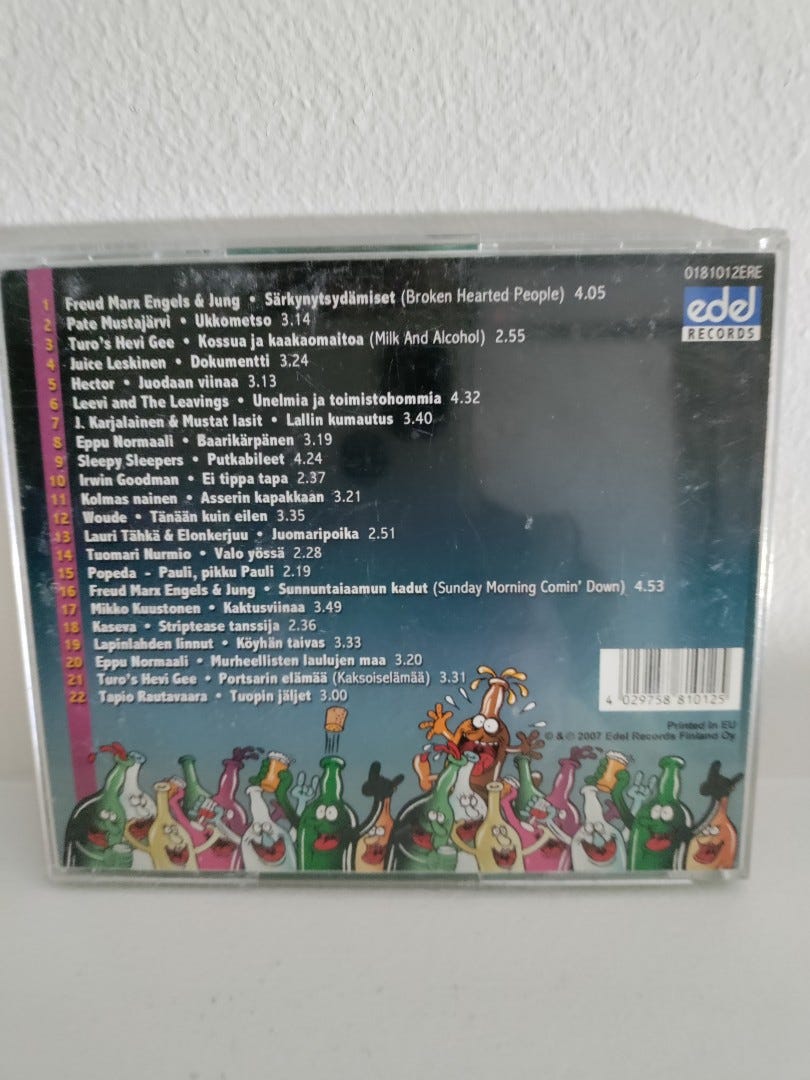 0181012ERE
edel
RECORDS
1 Freud Marx Engels & Jung • Särkynytsydämiset (Broken Hearted People) 4.05
2 Pate Mustajärvi • Ukkometso 3.14
3 Turo's Hevi Gee • Kossua ja kaakaomaitoa (Milk And Alcohol) 2.55
4 Juice Leskinen • Dokumentti 3.24
5 Hector • Juodaan viinaa 3.13
6 Leevi and The Leavings • Unelmia ja toimistohommia 4.32
7 J. Karjalainen & Mustat lasit • Lallin kumautus 3.40
8 Eppu Normaali • Baarikärpänen 3.19
9 Sleepy Sleepers • Putkabileet 4.24
10 Irwin Goodman • Ei tippa tapa 2.37
11 Kolmas nainen • Asserin kapakkaan 3.21
12 Woude • Tänään kuin eilen 3.35
13 Lauri Tähkä & Elonkerjuu • Juomaripoika 2.51
14 Tuomari Nurmio • Valo yössä 2.28
15 Popeda - Pauli, pikku Pauli 2.19
16 Freud Marx Engels & Jung • Sunnuntaiaamun kadut (Sunday Morning Comin' Down) 4.53
17 Mikko Kuustonen • Kaktusviinaa 3.49
18 Kaseva • Striptease tanssija 2.36
19 Lapinlahden linnut • Köyhän taivas 3.33
20 Eppu Normaali • Murheellisten laulujen maa 3.20
21 Turo's Hevi Gee • Portsarin elämää (Kaksoiselämää) 3.31
22 Tapio Rautavaara • Tuopin jäljet 3.00
4 029758 810125
Printed in EU
© & ℗ 2007 Edel Records Finland Oy